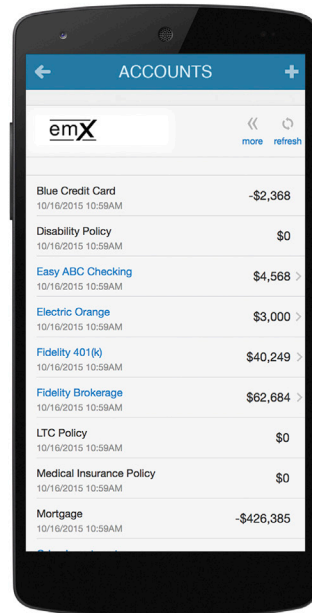 ACCOUNTS
emX
more refresh
Blue Credit Card
-$2,368
10/16/2015 10:59AM
Disability Policy
$0
10/16/2015 10:59AM
Easy ABC Checking
$4,568
10/16/2015 10:59AM
Electric Orange
$3,000
10/16/2015 10:59AM
Fidelity 401(k)
$40,249
10/16/2015 10:59AM
Fidelity Brokerage
$62,684
10/16/2015 10:59AM
LTC Policy
$0
10/16/2015 10:59AM
Medical Insurance Policy
$0
10/16/2015 10:59AM
Mortgage
-$426,385
10/16/2015 10:59AM